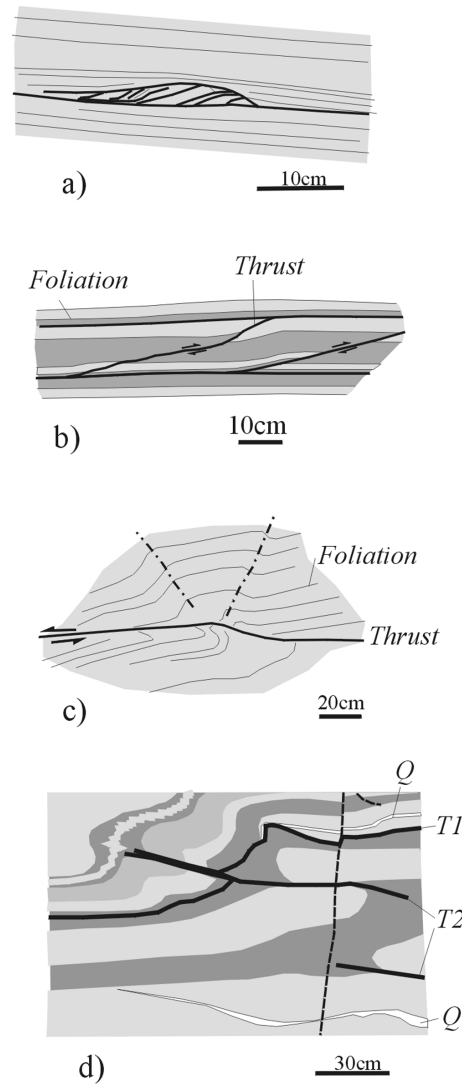 10cm
a)
Foliation
Thrust
10cm
b)
Foliation
Thrust
20cm
c)
Q
T1
T2
Q
30cm
d)